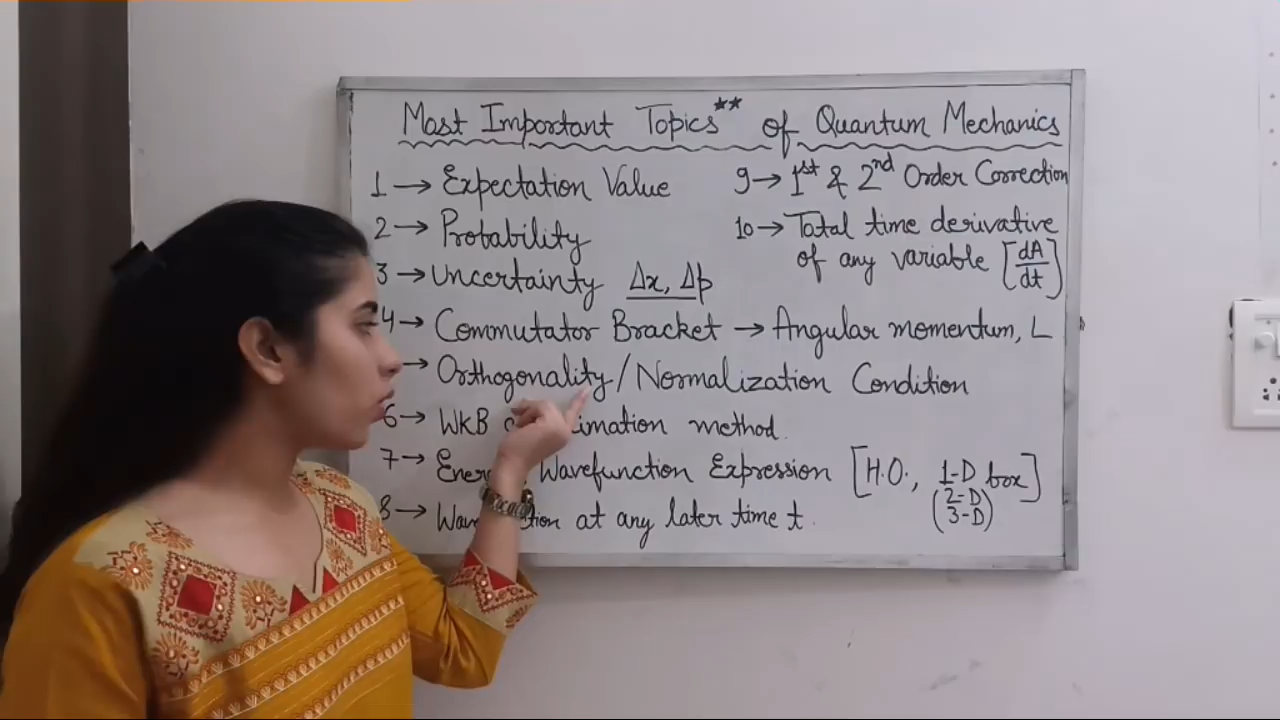 Most Important Topics** of Quantum Mechanics
1 → Expectation Value
2 → Probability
3 → Uncertainty Δx, Δp
4 → Commutator Bracket → Angular momentum, L
→ Orthogonality / Normalization Condition
6 → WKB method.
7 → Wavefunction Expression [H.O., 1-D box]
(2-D
3-D)
8 → at any later time t.
9 → 1st & 2nd Order Correction
10 → Total time derivative
of any variable [dA/dt]